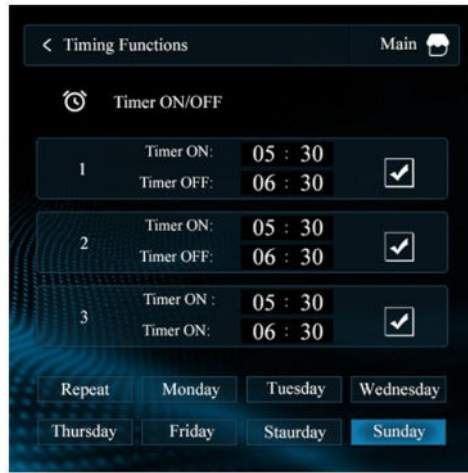 < Timing Functions Main
Timer ON/OFF
1
Timer ON: 05 : 30
Timer OFF: 06 : 30
2
Timer ON: 05 : 30
Timer OFF: 06 : 30
3
Timer ON : 05 : 30
Timer ON: 06 : 30
Repeat Monday Tuesday Wednesday
Thursday Friday Staurday Sunday